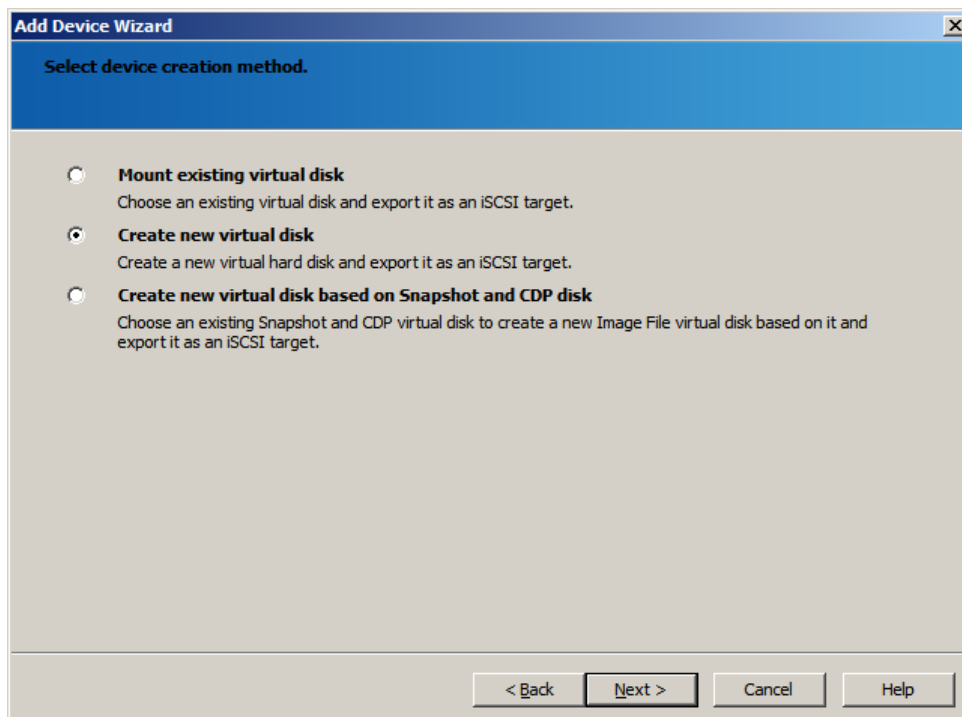 Add Device Wizard
Select device creation method.
Mount existing virtual disk
Choose an existing virtual disk and export it as an iSCSI target.
Create new virtual disk
Create a new virtual hard disk and export it as an iSCSI target.
Create new virtual disk based on Snapshot and CDP disk
Choose an existing Snapshot and CDP virtual disk to create a new Image File virtual disk based on it and
export it as an iSCSI target.
< Back Next > Cancel Help